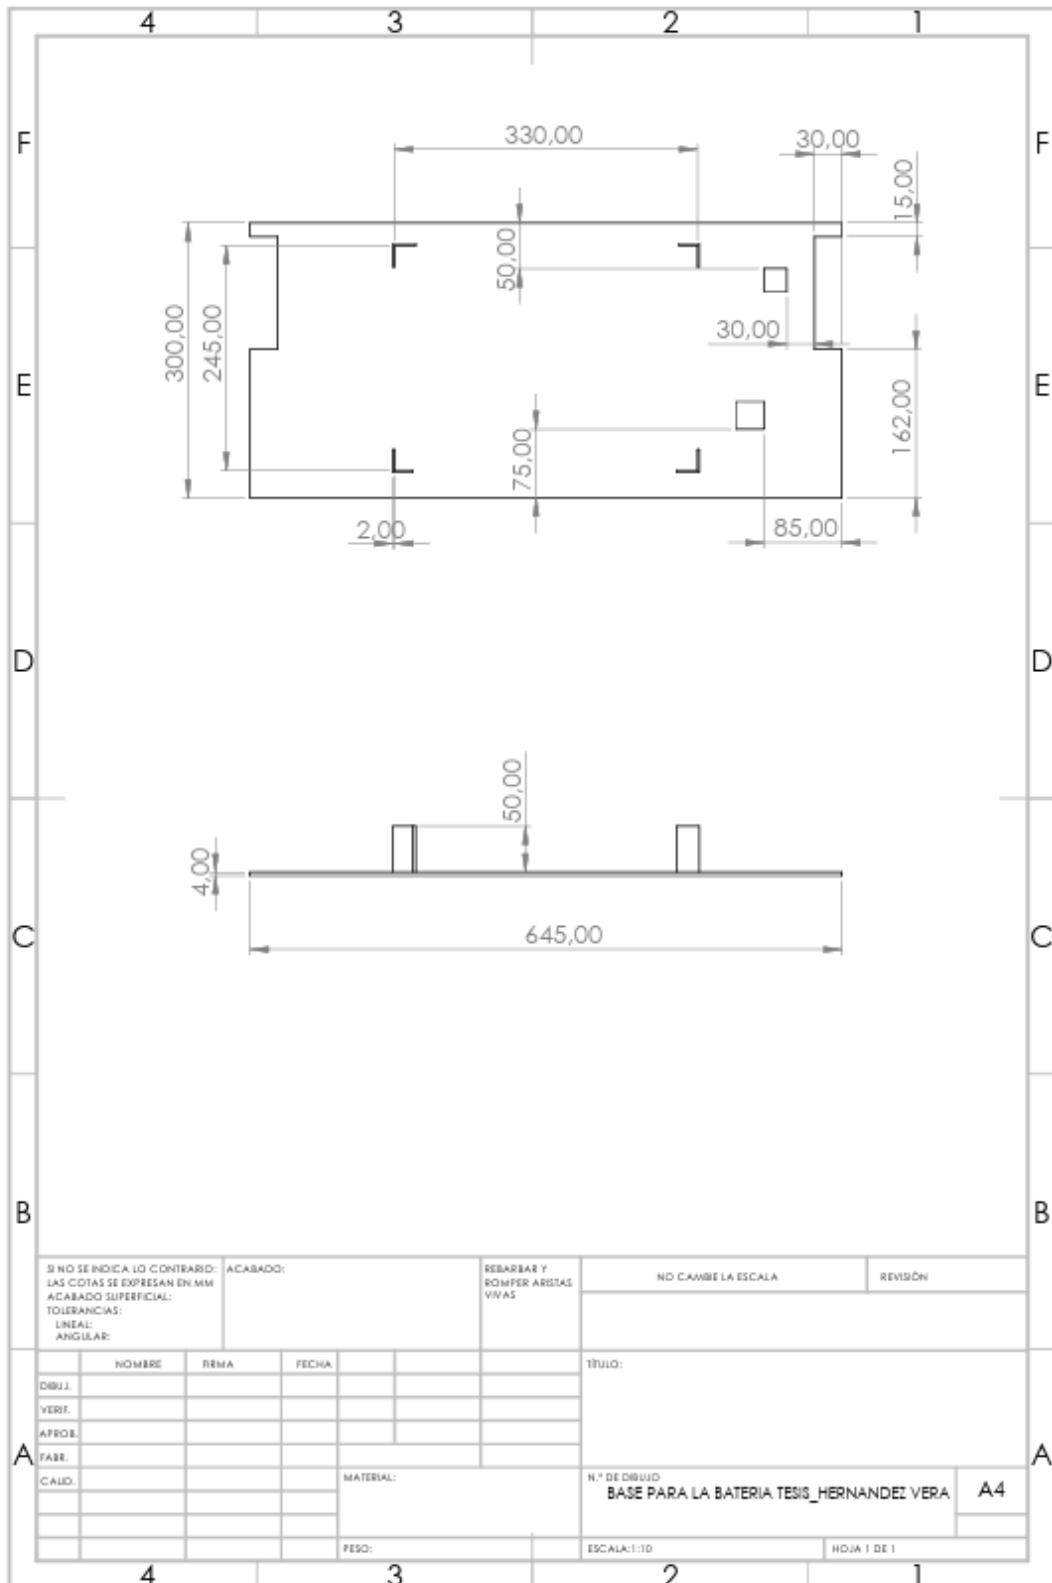 4 3 2 1
F F
330,00 30,00
15,00
50,00
300,00 245,00 30,00
E E
162,00
75,00
2,00 85,00
D D
50,00
4,00
C 645,00 C
B B
SI NO SE INDICA LO CONTRARIO:
LAS COTAS SE EXPRESAN EN MM
ACABADO SUPERFICIAL:
TOLERANCIAS:
LINEAL:
ANGULAR:
ACABADO:
REBARBAR Y
ROMPER ARISTAS
VIVAS
NO CAMBIE LA ESCALA
REVISIÓN
NOMBRE FIRMA FECHA
DIBUJ.
VERIF.
APROB.
FABR.
CALID.
TÍTULO:
A A
MATERIAL:
N.º DE DIBUJO
BASE PARA LA BATERIA TESIS_HERNANDEZ VERA
A4
PESO:
ESCALA:1:10
HOJA 1 DE 1
4 3 2 1